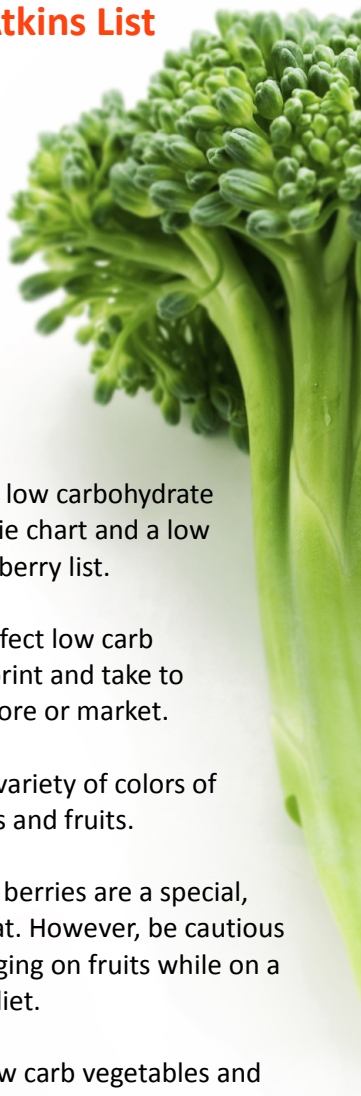 tkins List
low carbohydrate
ie chart and a low
berry list.
fect low carb
print and take to
ore or market.
variety of colors of
s and fruits.
berries are a special,
at. However, be cautious
ging on fruits while on a
liet.
w carb vegetables and